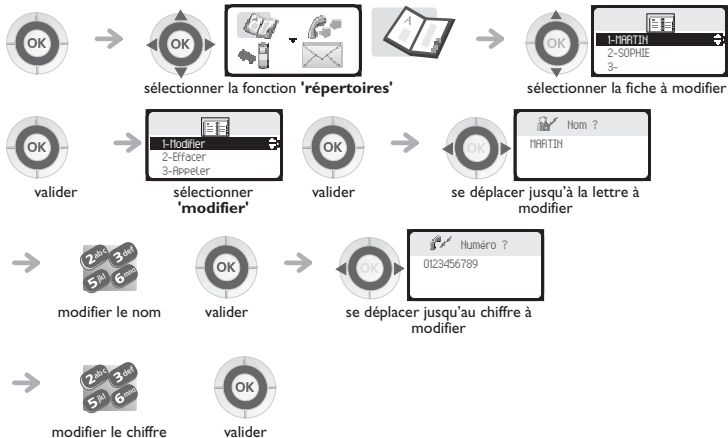 OK
OK
A
OK
1-MARTIN
2-SOPHIE
3-
sélectionner la fonction 'répertoires'
sélectionner la fiche à modifier
OK
1-Modifier
2-Effacer
3-Appeler
OK
OK
Nom ?
MARTIN
valider
sélectionner
'modifier'
valider
se déplacer jusqu'à la lettre à
modifier
2abc 3def
5jkl 6mno
OK
OK
Numéro ?
0123456789
modifier le nom
valider
se déplacer jusqu'au chiffre à
modifier
2abc 3def
5jkl 6mno
OK
modifier le chiffre
valider